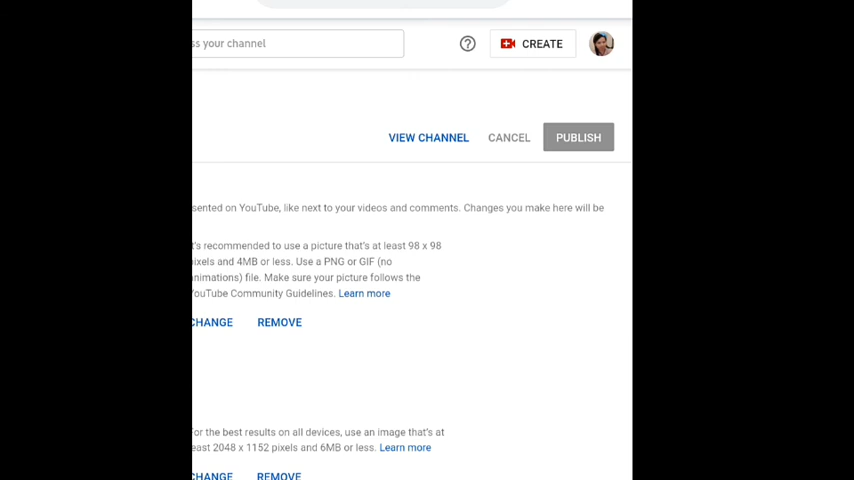 ss your channel
CREATE
VIEW CHANNEL CANCEL PUBLISH
sented on YouTube, like next to your videos and comments. Changes you make here will be
t's recommended to use a picture that's at least 98 x 98
ixels and 4MB or less. Use a PNG or GIF (no
nimations) file. Make sure your picture follows the
YouTube Community Guidelines. Learn more
CHANGE REMOVE
For the best results on all devices, use an image that's at
east 2048 x 1152 pixels and 6MB or less. Learn more
CHANGE REMOVE